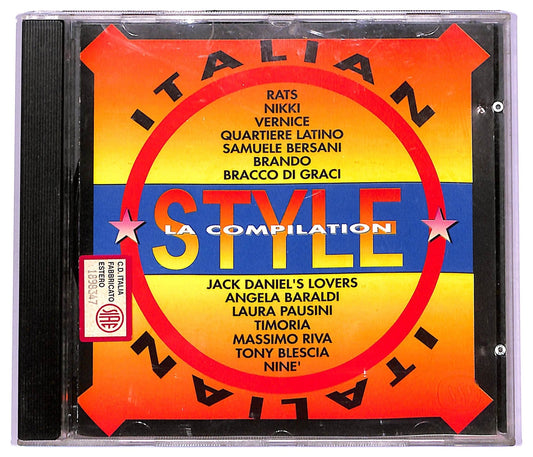 ITALIAN
RATS
NIKKI
VERNICE
QUARTIERE LATINO
SAMUELE BERSANI
BRANDO
BRACCO DI GRACI
STYLE
LA COMPILATION
JACK DANIEL'S LOVERS
ANGELA BARALDI
LAURA PAUSINI
TIMORIA
MASSIMO RIVA
TONY BLESCIA
NINE'
ITALIAN
C.D. ITALIA
FABBRICATO
ESTERO
1898347
SIAE